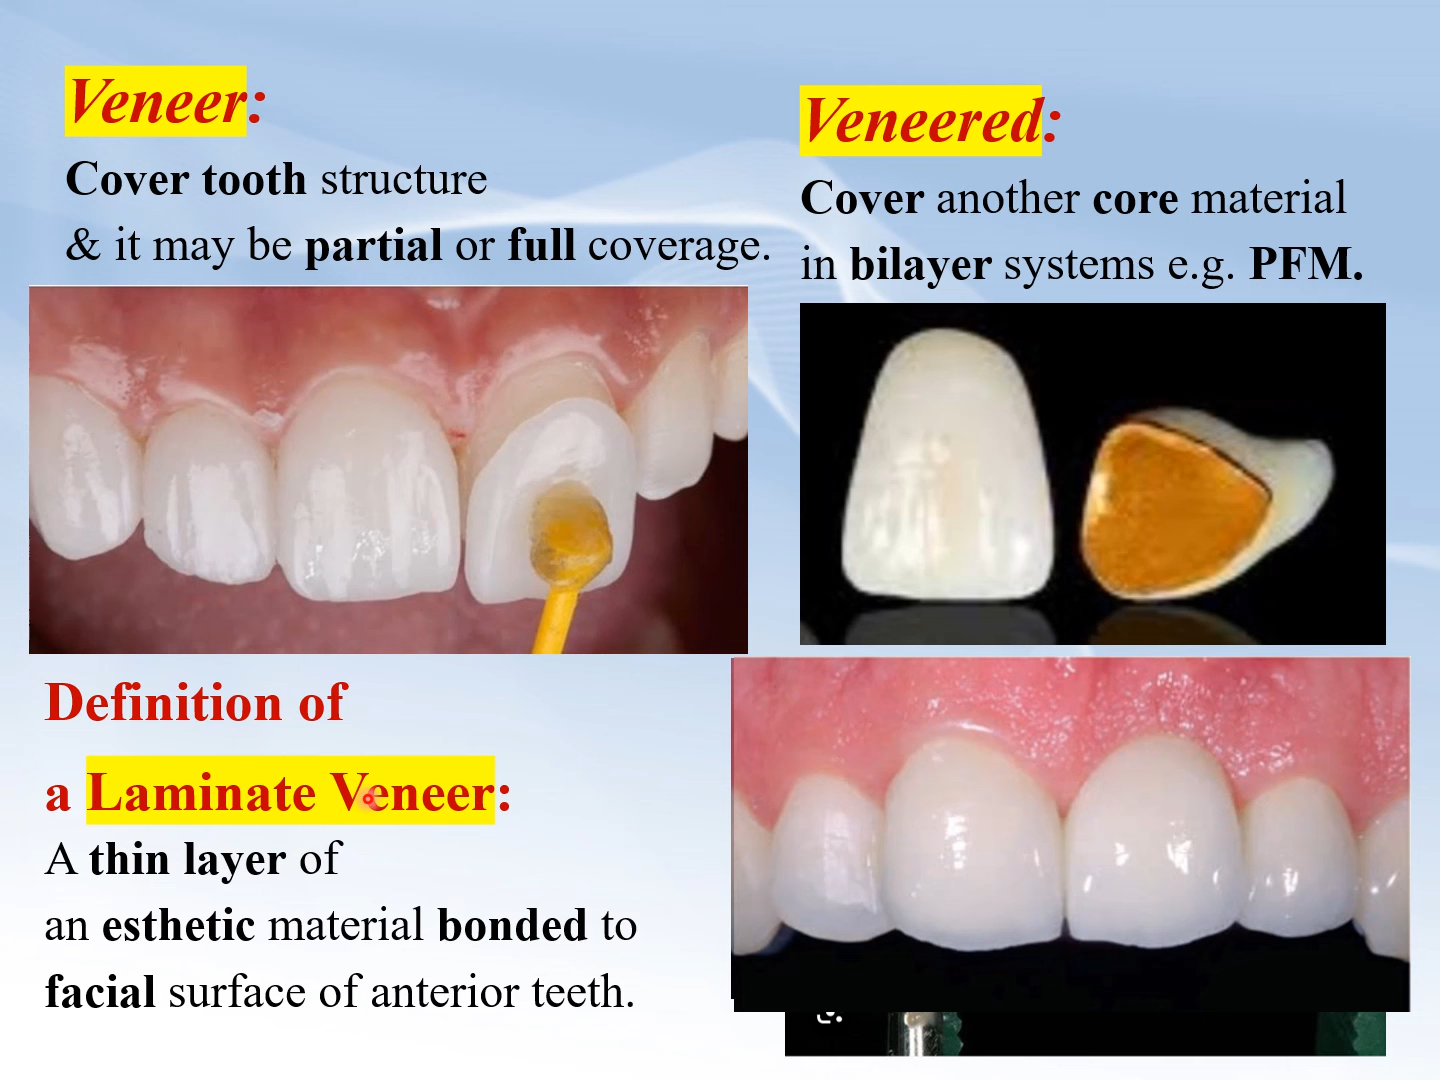 Veneer:
Cover tooth structure
& it may be partial or full coverage.
Veneered:
Cover another core material
in bilayer systems e.g. PFM.
Definition of
a Laminate Veneer:
A thin layer of
an esthetic material bonded to
facial surface of anterior teeth.